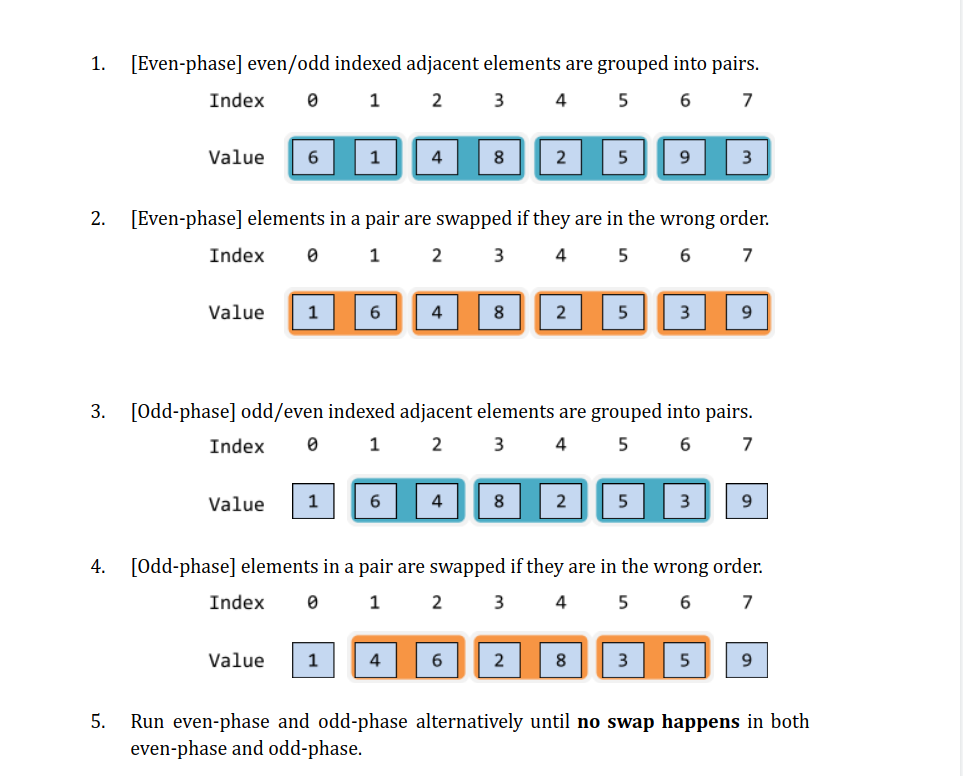 1. [Even-phase] even/odd indexed adjacent elements are grouped into pairs.
Index 0 1 2 3 4 5 6 7
Value 6 1 4 8 2 5 9 3
2. [Even-phase] elements in a pair are swapped if they are in the wrong order.
Index 0 1 2 3 4 5 6 7
Value 1 6 4 8 2 5 3 9
3. [Odd-phase] odd/even indexed adjacent elements are grouped into pairs.
Index 0 1 2 3 4 5 6 7
Value 1 6 4 8 2 5 3 9
4. [Odd-phase] elements in a pair are swapped if they are in the wrong order.
Index 0 1 2 3 4 5 6 7
Value 1 4 6 2 8 3 5 9
5. Run even-phase and odd-phase alternatively until no swap happens in both
even-phase and odd-phase.